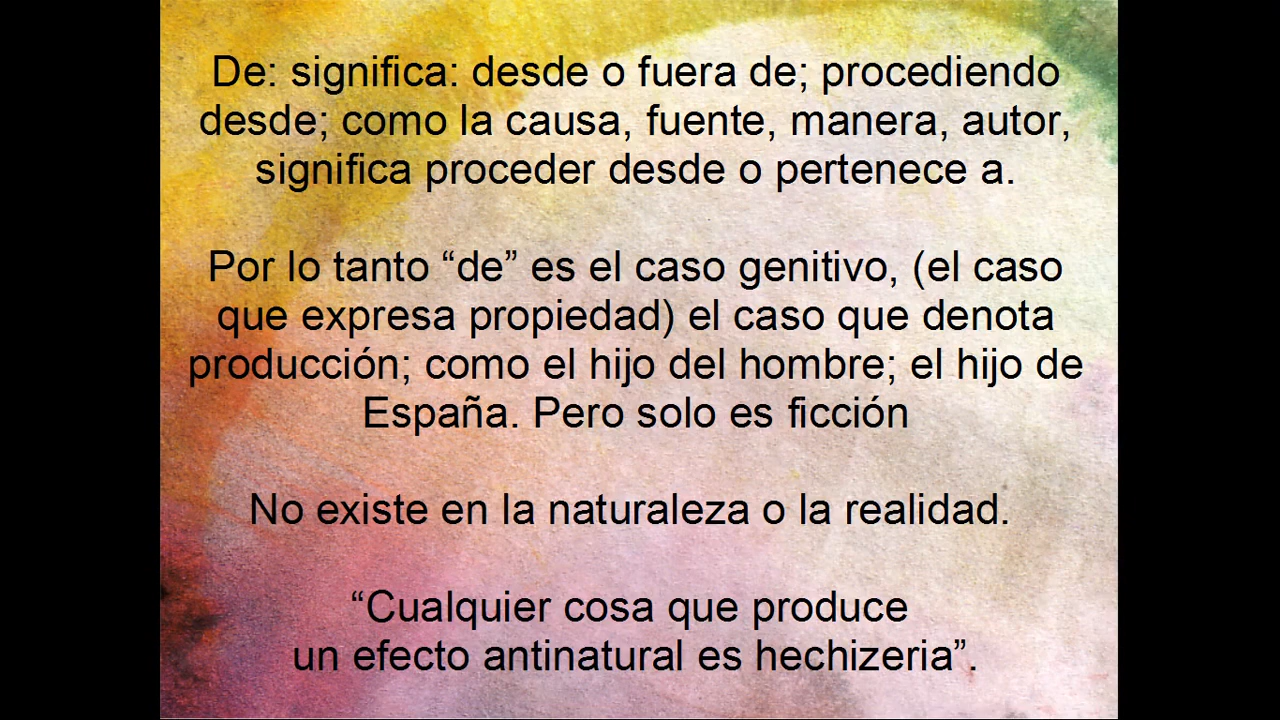 De: significa: desde o fuera de; procediendo
desde; como la causa, fuente, manera, autor,
significa proceder desde o pertenece a.
Por lo tanto “de” es el caso genitivo, (el caso
que expresa propiedad) el caso que denota
producción; como el hijo del hombre; el hijo de
España. Pero solo es ficción
No existe en la naturaleza o la realidad.
“Cualquier cosa que produce
un efecto antinatural es hechizeria”.